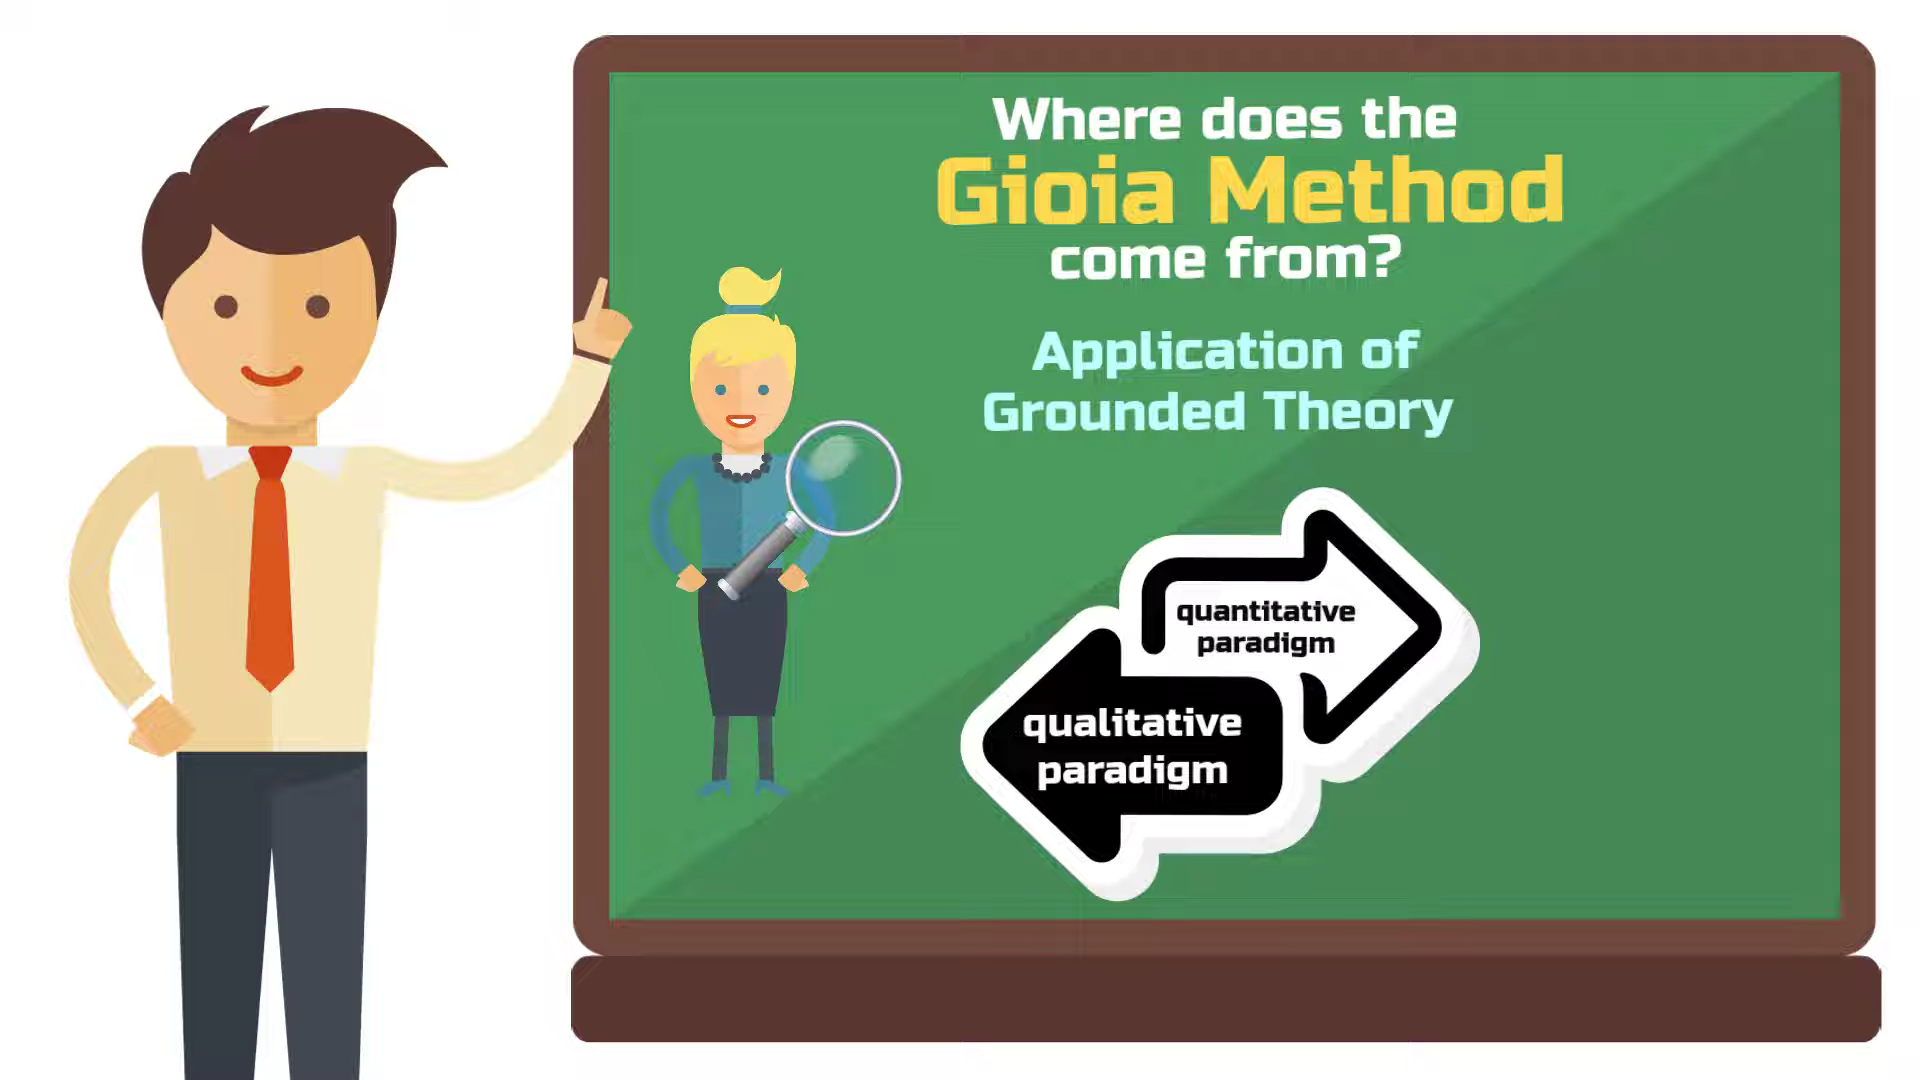 Where does the
Gioia Method
come from?
Application of
Grounded Theory
quantitative
paradigm
qualitative
paradigm